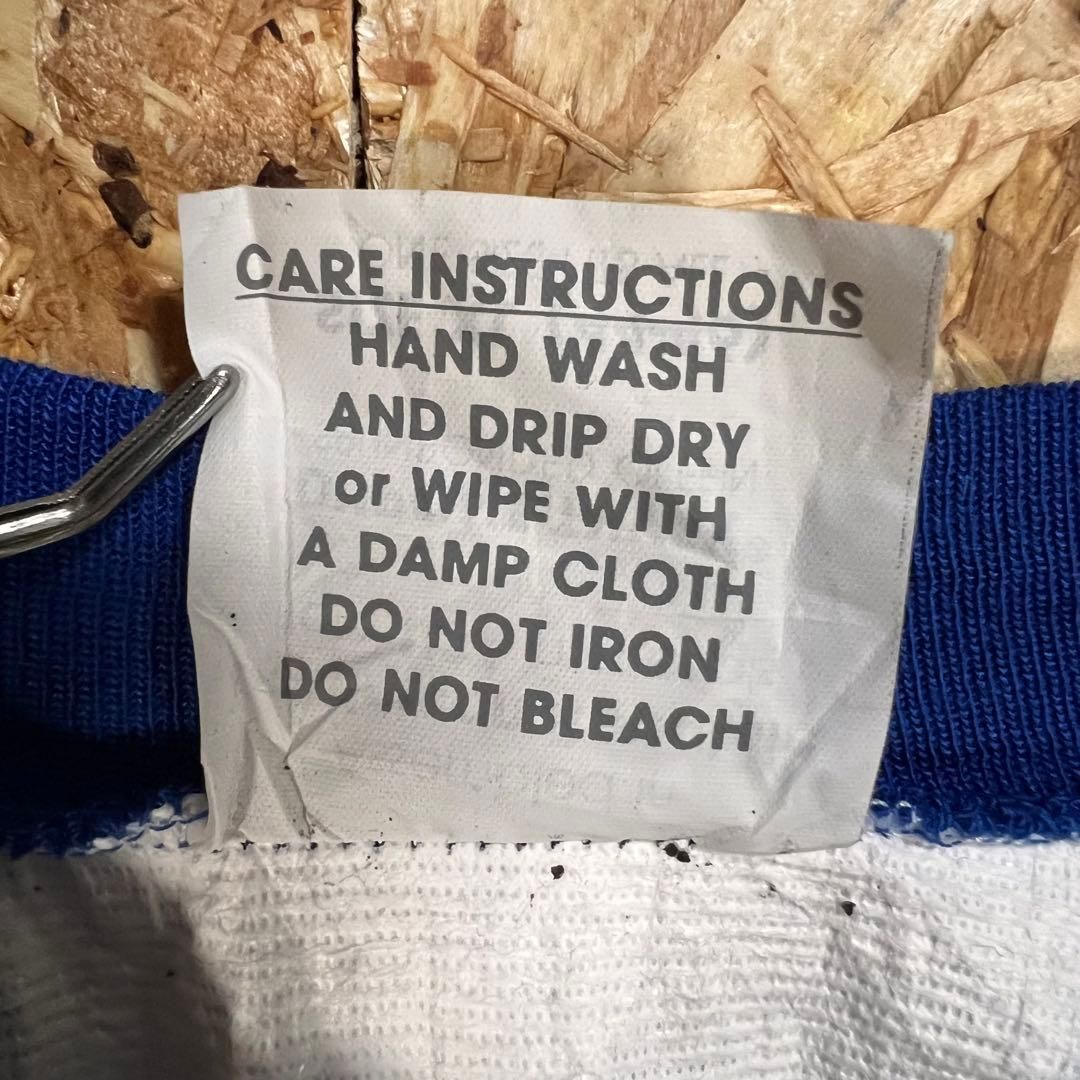 CARE INSTRUCTIONS
HAND WASH
AND DRIP DRY
or WIPE WITH
A DAMP CLOTH
DO NOT IRON
DO NOT BLEACH